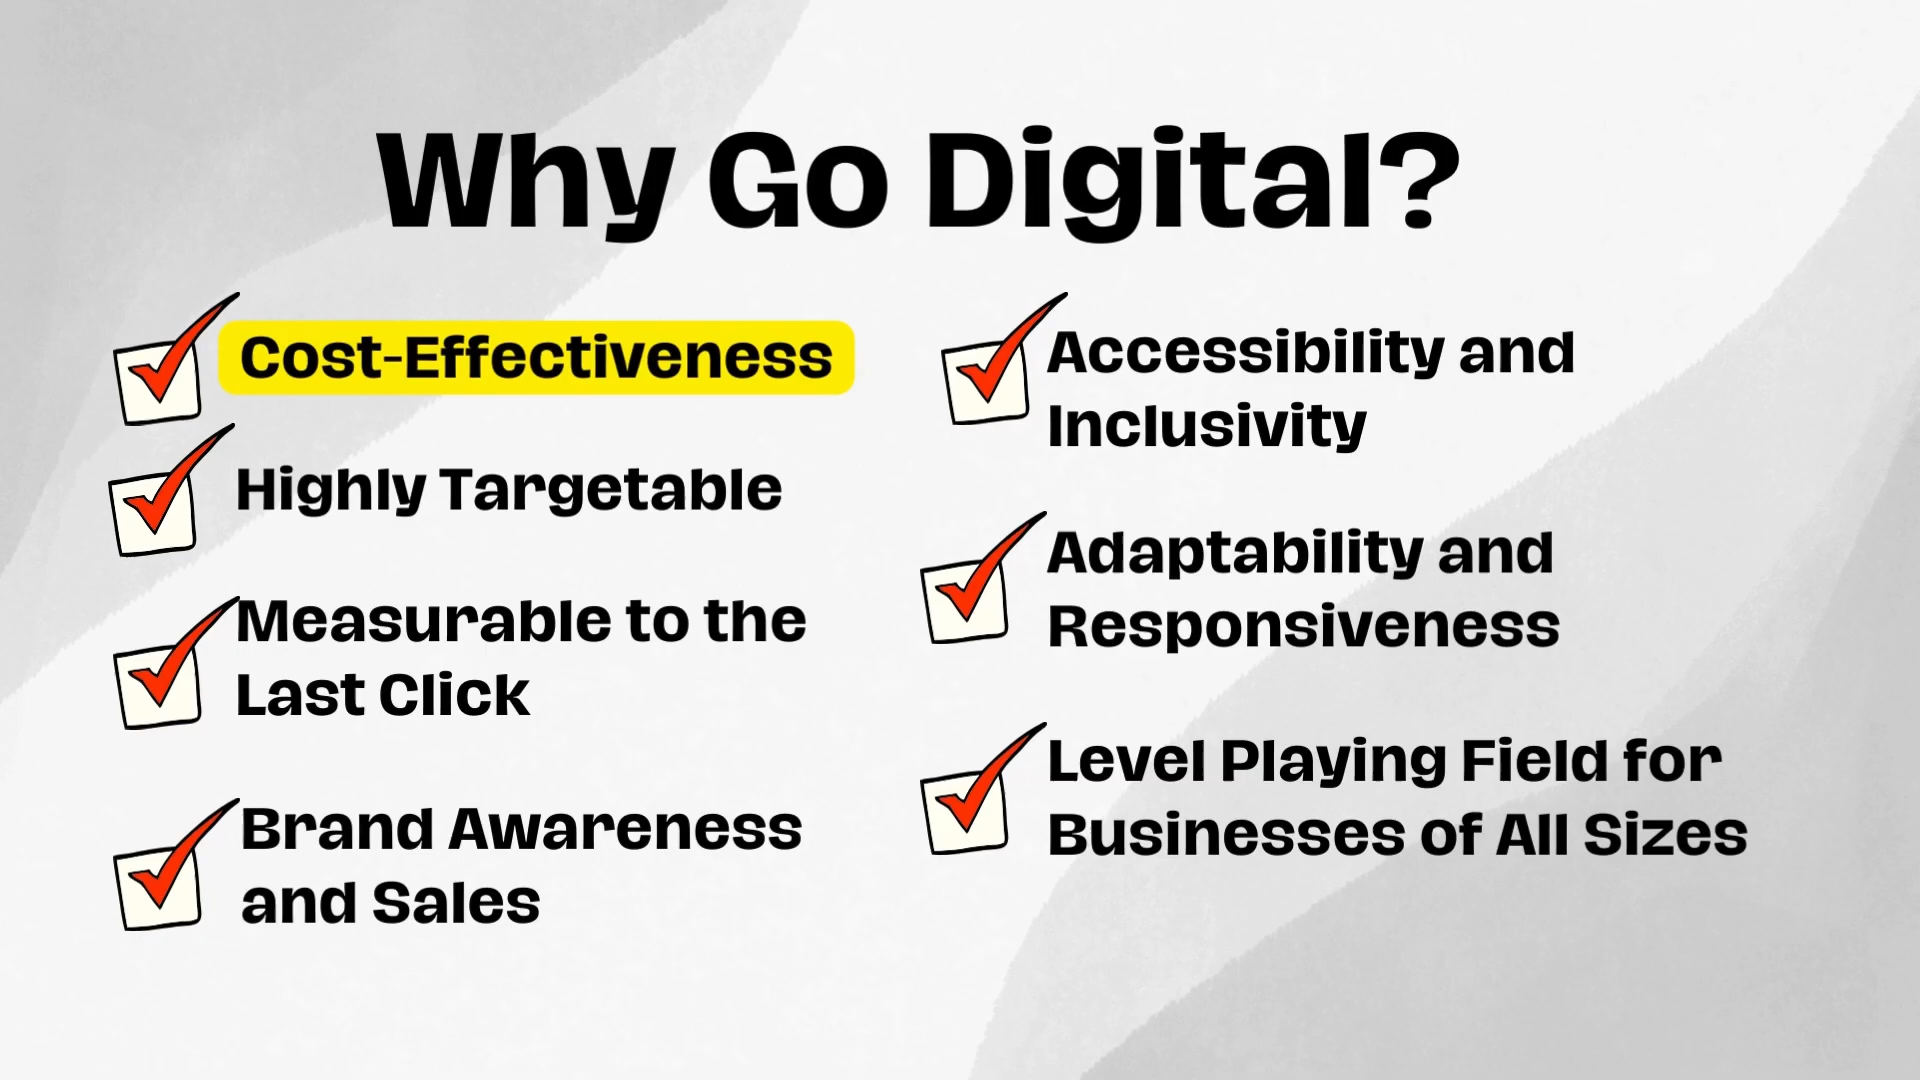 Why Go Digital?
Cost-Effectiveness
Highly Targetable
Measurable to the
Last Click
Brand Awareness
and Sales
Accessibility and
Inclusivity
Adaptability and
Responsiveness
Level Playing Field for
Businesses of All Sizes